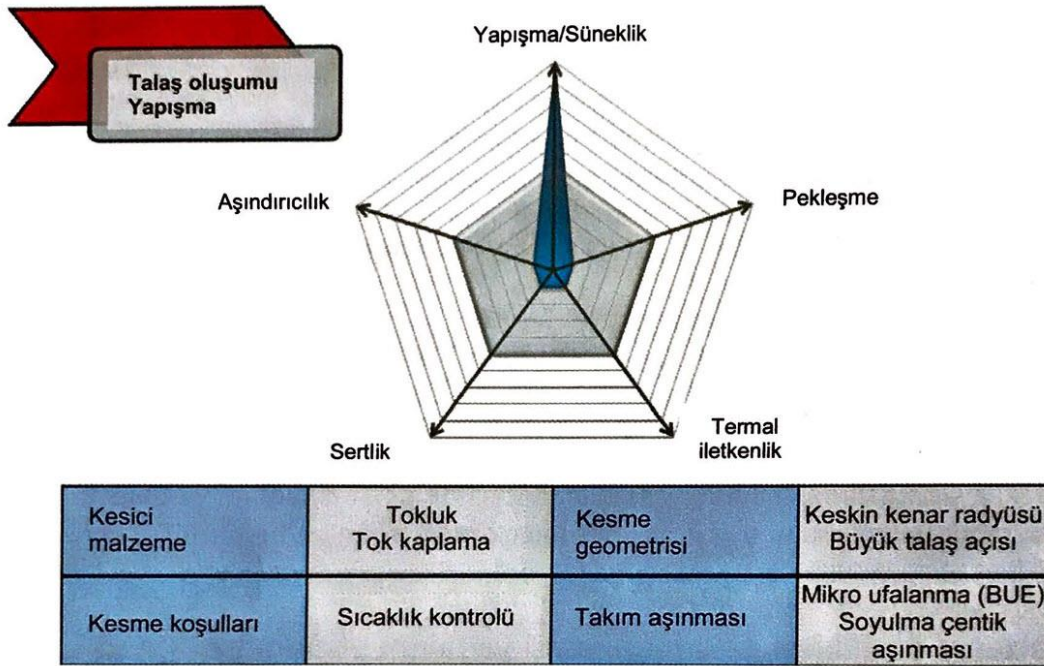 Talaş oluşumu
Yapışma
Yapışma/Süneklik
Aşındırıcılık
Pekleşme
Sertlik
Termal
iletkenlik
Kesici
malzeme
Tokluk
Tok kaplama
Kesme
geometrisi
Keskin kenar radyüsü
Büyük talaş açısı
Kesme koşulları
Sıcaklık kontrolü
Takım aşınması
Mikro ufalanma (BUE)
Soyulma çentik
aşınması